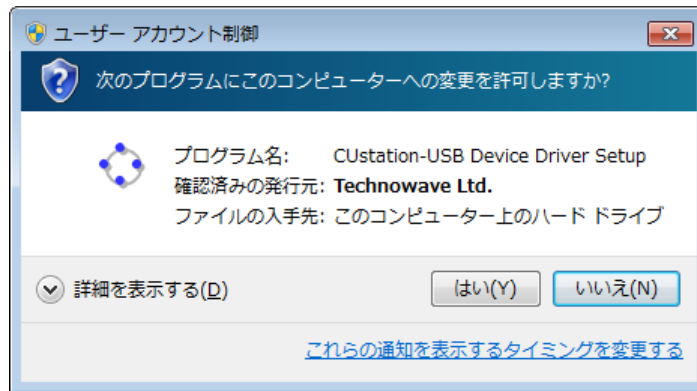 ユーザー アカウント制御
次のプログラムにこのコンピューターへの変更を許可しますか?
プログラム名: CUstation-USB Device Driver Setup
確認済みの発行元: Technowave Ltd.
ファイルの入手先: このコンピューター上のハード ドライブ
詳細を表示する(D)
はい(Y)
いいえ(N)
これらの通知を表示するタイミングを変更する